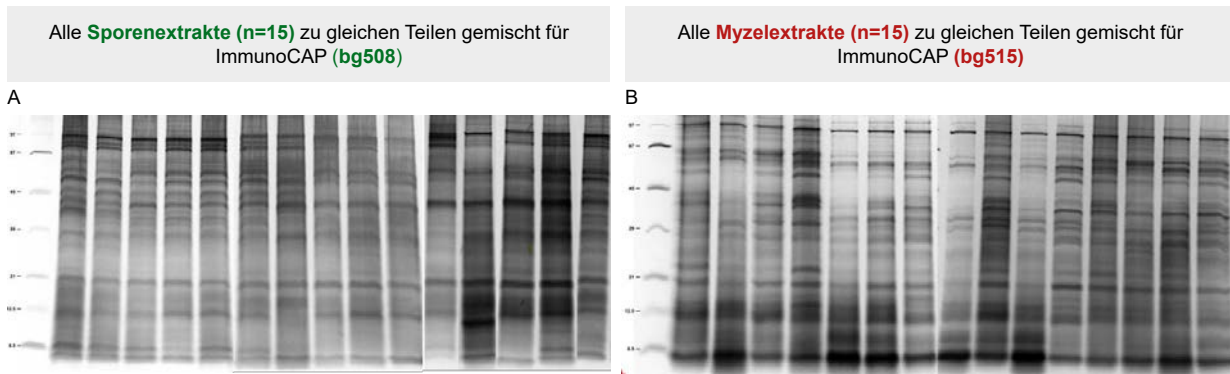 Alle Sporenextrakte (n=15) zu gleichen Teilen gemischt für
ImmunoCAP (bg508)
Alle Myzelextrakte (n=15) zu gleichen Teilen gemischt für
ImmunoCAP (bg515)
A
B